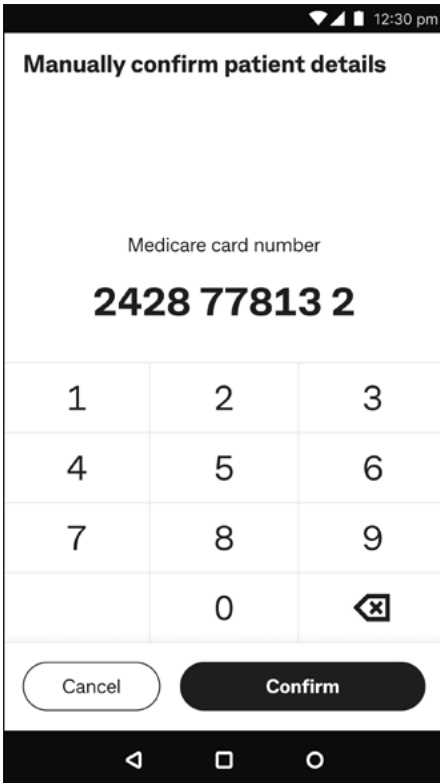 12:30 pm
Manually confirm patient details
Medicare card number
2428 77813 2
1 2 3
4 5 6
7 8 9
0
Cancel Confirm